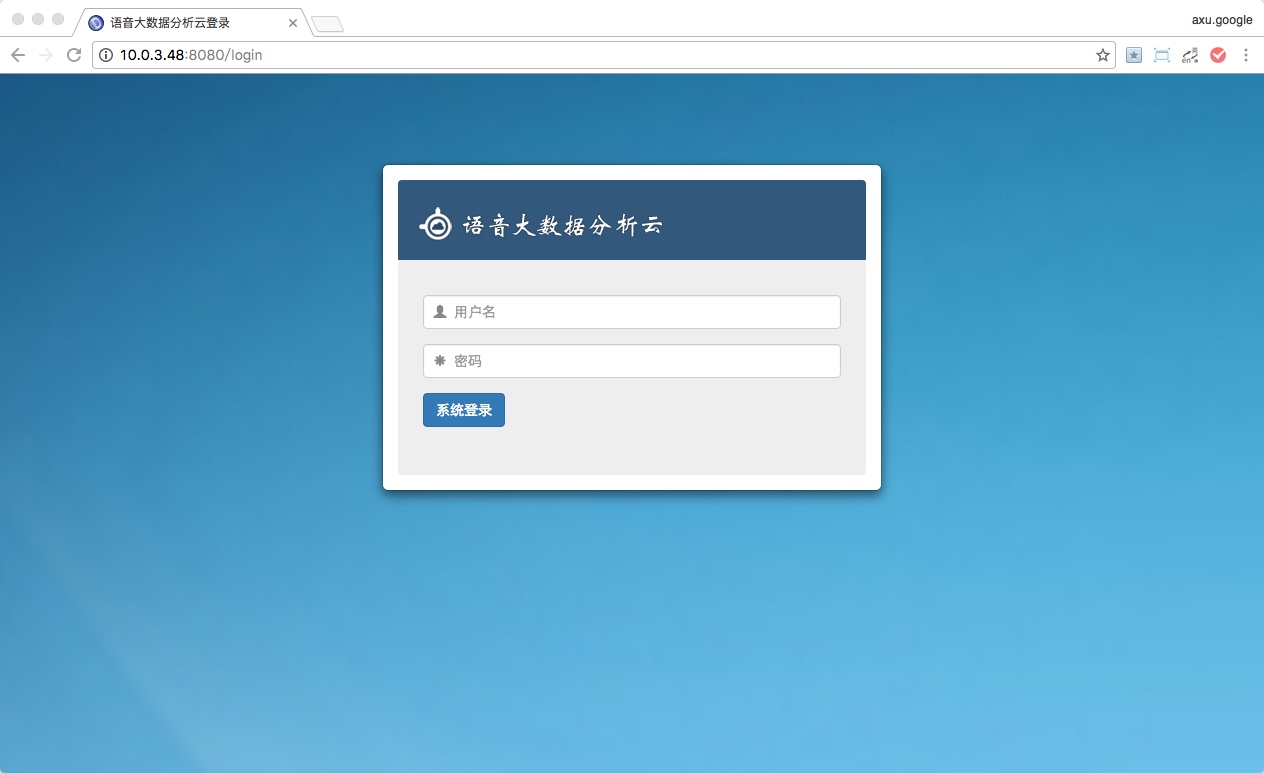 语音大数据分析云登录
axu.google
10.0.3.48:8080/login
en
语音大数据分析云
用户名
密码
系统登录